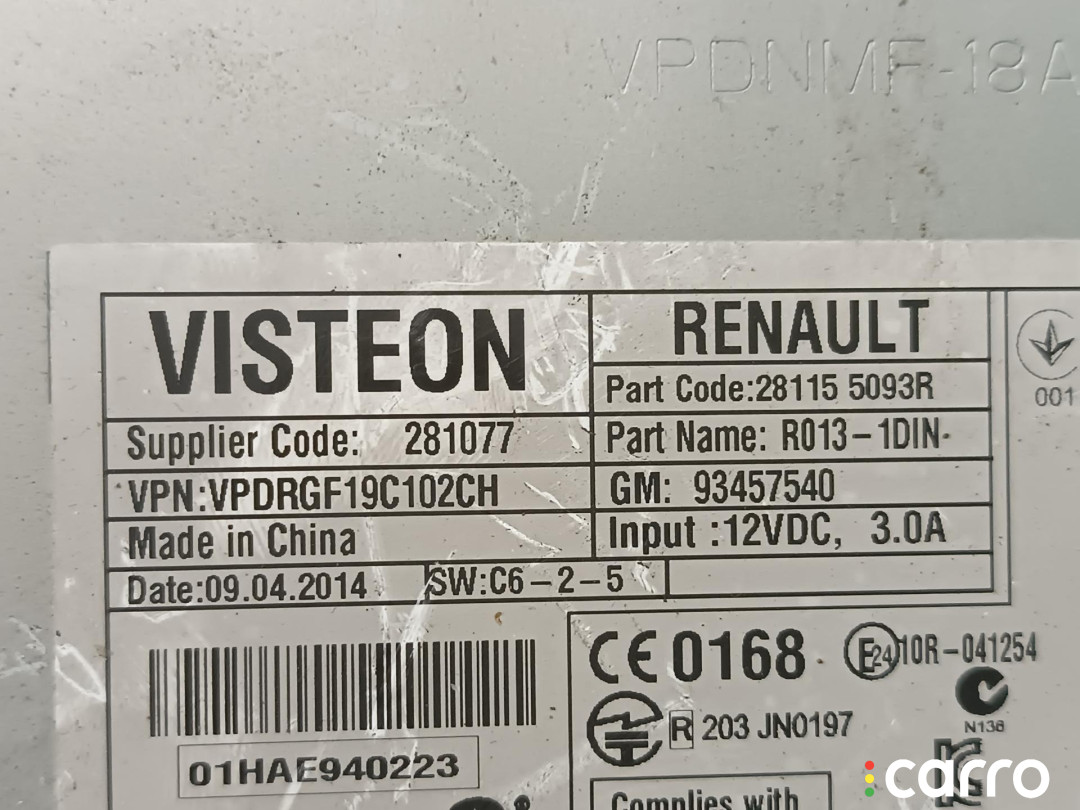 VPDNMF-18A
VISTEON
RENAULT
Part Code:28115 5093R
Supplier Code: 281077
Part Name: R013-1DIN
VPN:VPDRGF19C102CH
GM: 93457540
Made in China
Input :12VDC, 3.0A
Date:09.04.2014
SW:C6-2-5
001
CE 0168
E24 10R-041254
N136
R 203 JN0197
01HAE940223
Complies with
carro